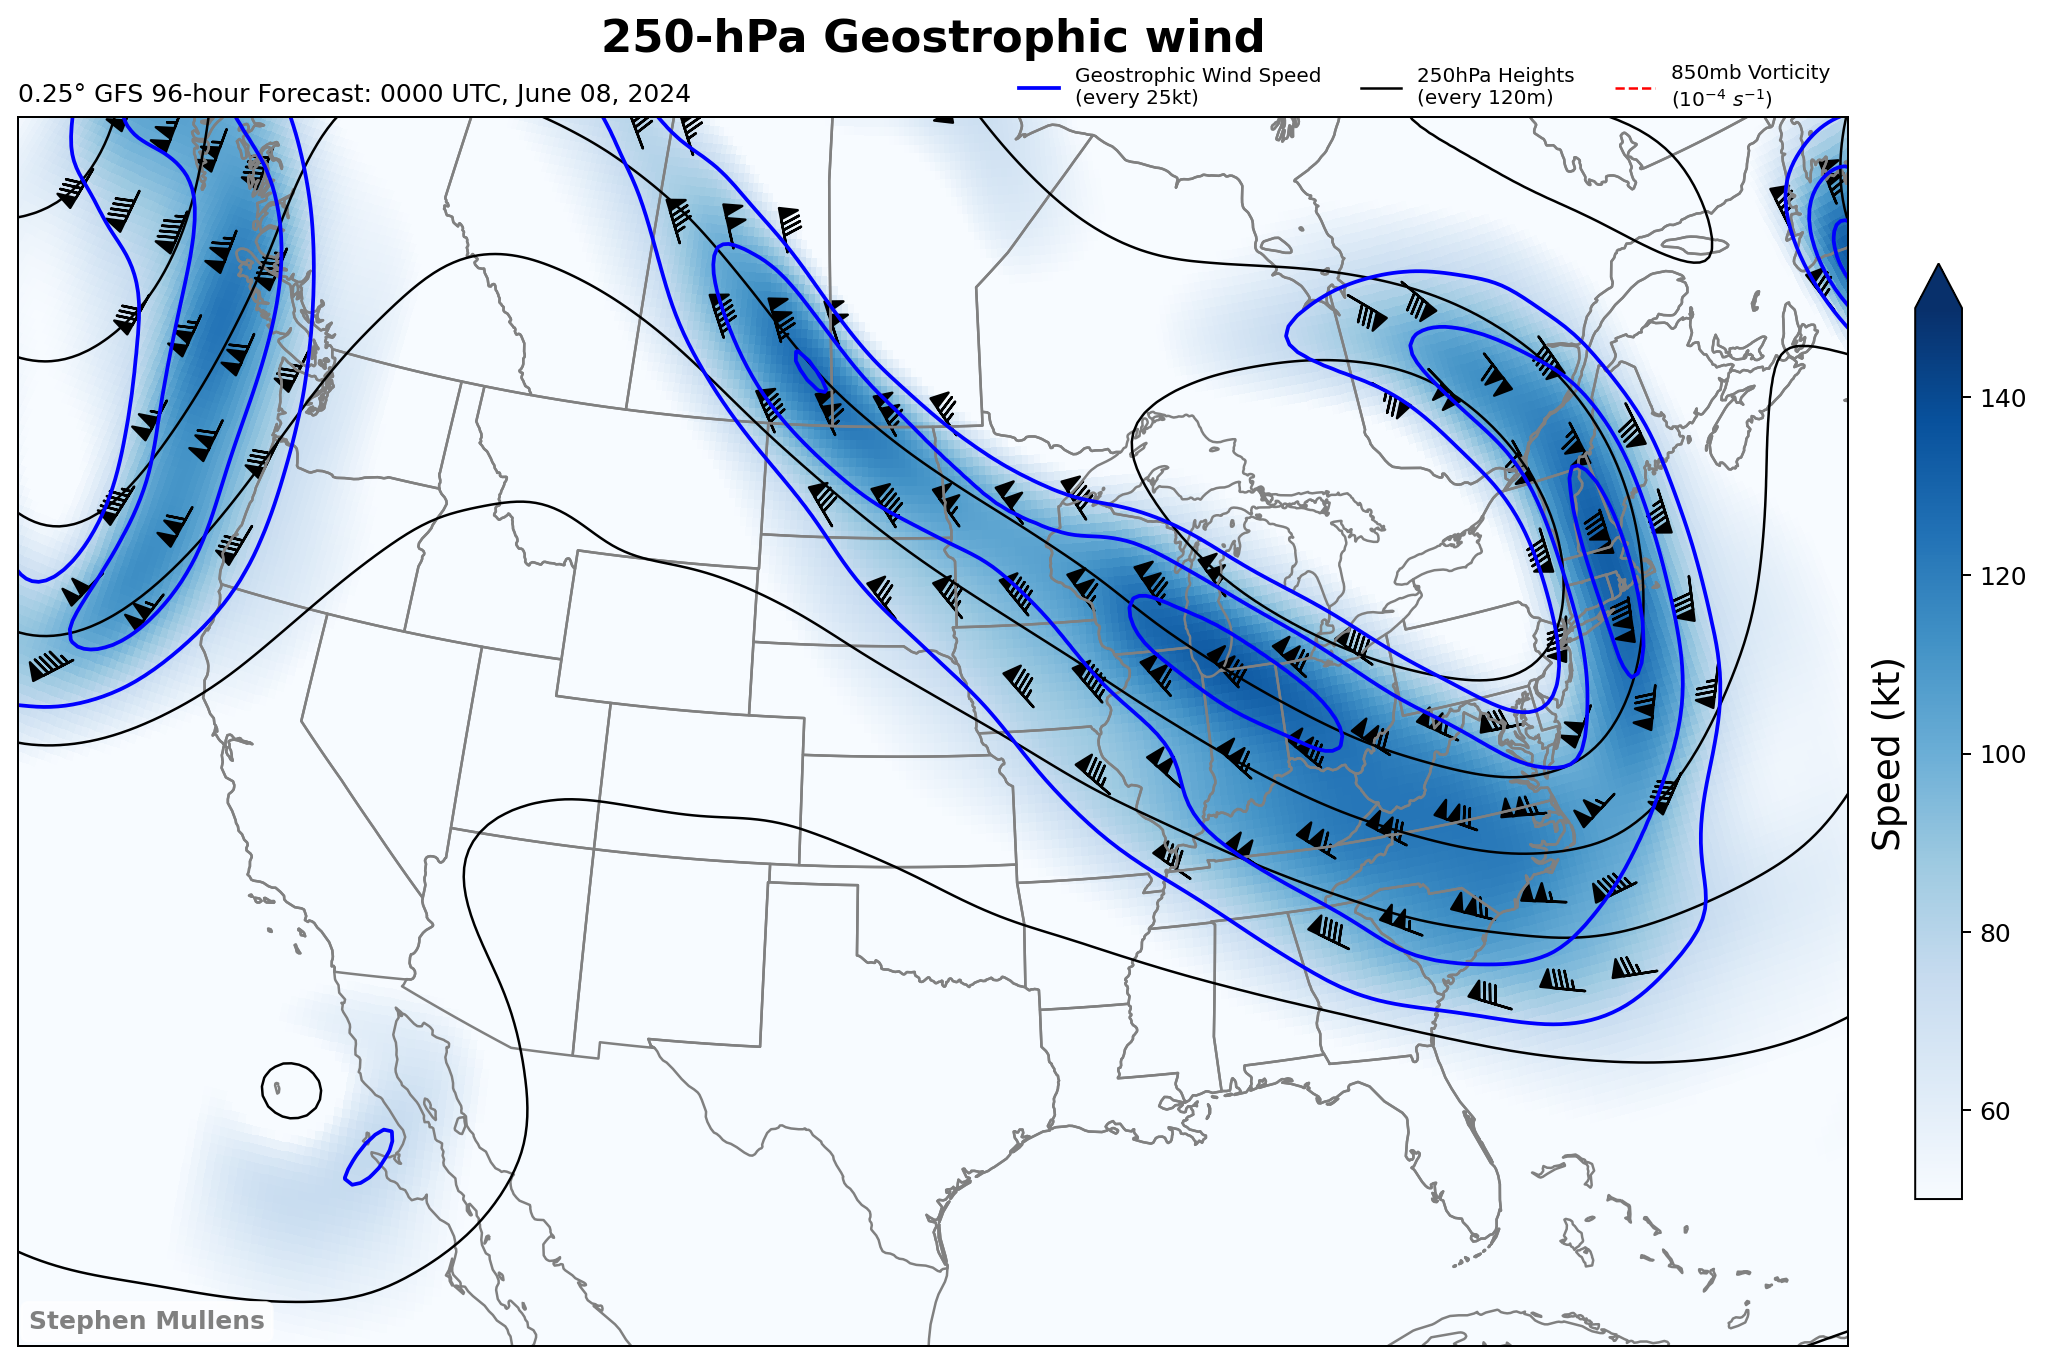 250-hPa Geostrophic wind
0.25° GFS 96-hour Forecast: 0000 UTC, June 08, 2024
Geostrophic Wind Speed
(every 25kt)
250hPa Heights
(every 120m)
850mb Vorticity
(10⁻⁴ s⁻¹)
140
120
100
80
60
Speed (kt)
Stephen Mullens